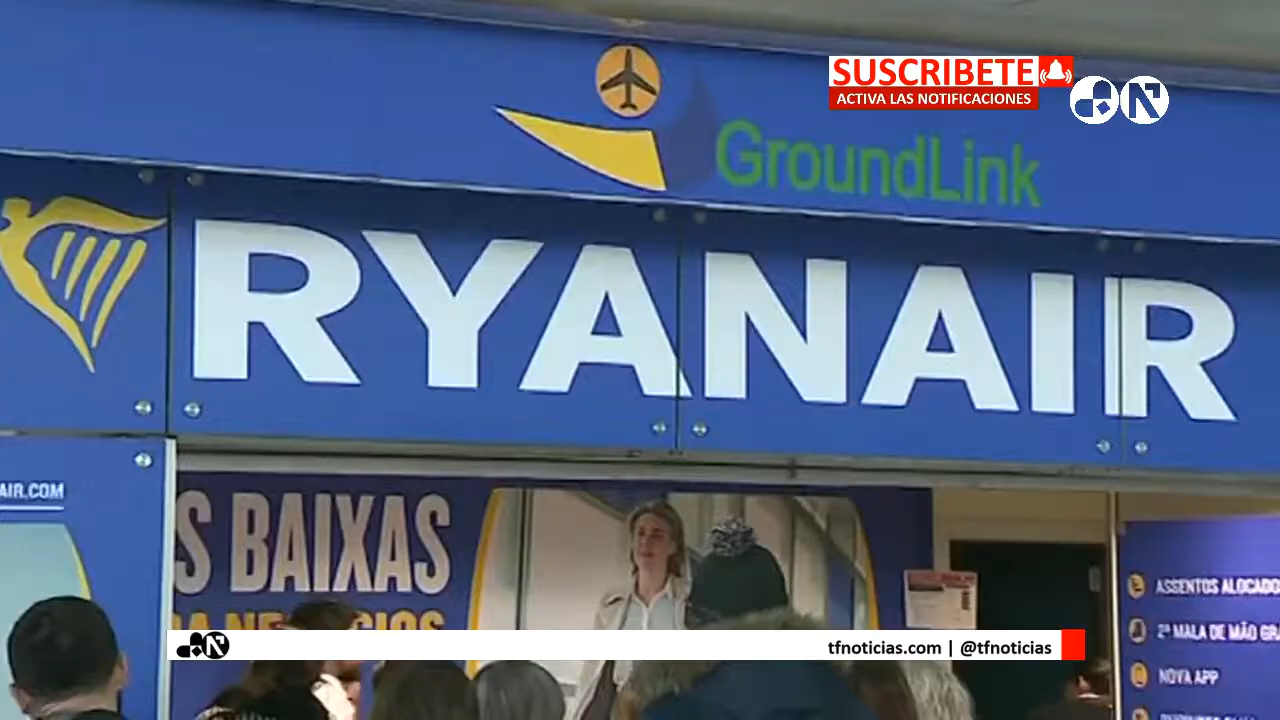 SUSCRIBETE
ACTIVA LAS NOTIFICACIONES
GroundLink
RYANAIR
AIR.COM
S BAIXAS
ASSENTOS ALOCADO
2ª MALA DE MÃO GRA
NOVA APP
tfnoticias.com | @tfnoticias